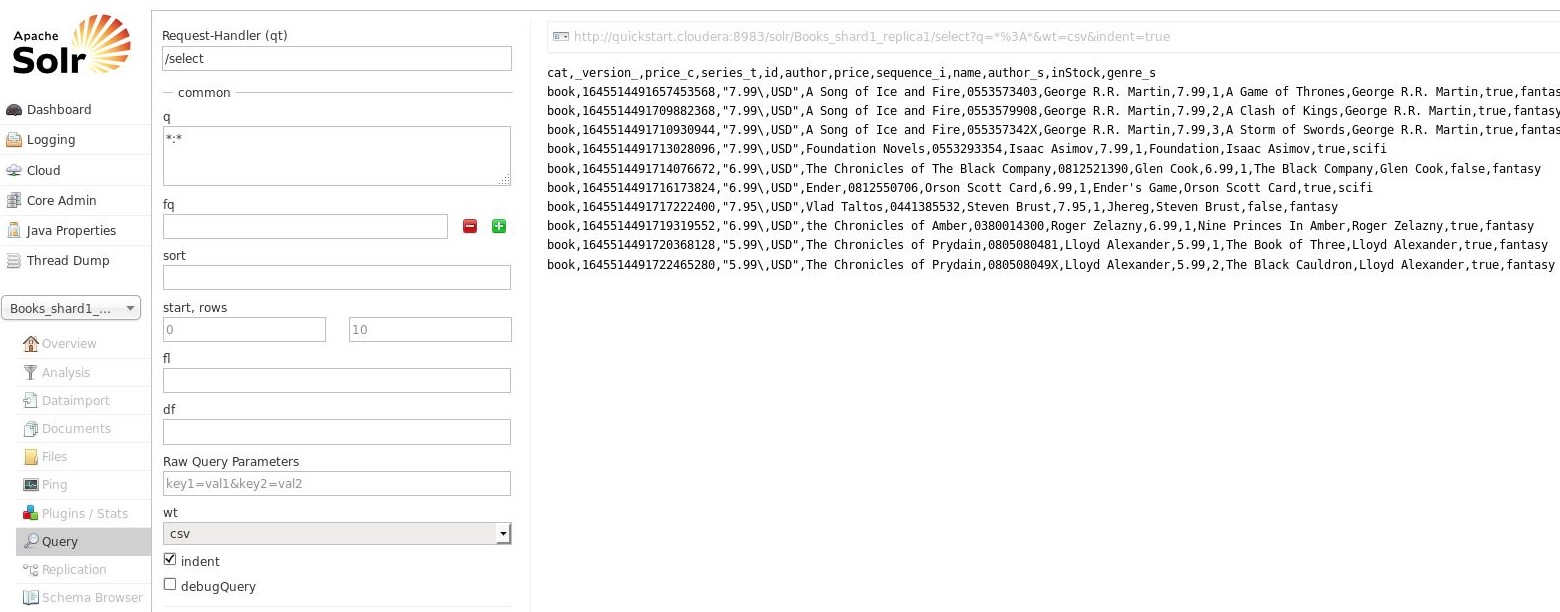 Apache
Solr
Dashboard
Logging
Cloud
Core Admin
Java Properties
Thread Dump
Books_shard1_...
Overview
Analysis
Dataimport
Documents
Files
Ping
Plugins / Stats
Query
Replication
Schema Browser
Request-Handler (qt)
/select
common
q
*:*
fq
sort
start, rows
0 10
fl
df
Raw Query Parameters
key1=val1&key2=val2
wt
csv
indent
debugQuery
http://quickstart.cloudera:8983/solr/Books_shard1_replica1/select?q=*%3A*&wt=csv&indent=true
cat,_version_,price_c,series_t,id,author,price,sequence_i,name,author_s,inStock,genre_s
book,1645514491657453568,"7.99\,USD",A Song of Ice and Fire,0553573403,George R.R. Martin,7.99,1,A Game of Thrones,George R.R. Martin,true,fantas
book,1645514491709882368,"7.99\,USD",A Song of Ice and Fire,0553579908,George R.R. Martin,7.99,2,A Clash of Kings,George R.R. Martin,true,fantasy
book,1645514491710930944,"7.99\,USD",A Song of Ice and Fire,055357342X,George R.R. Martin,7.99,3,A Storm of Swords,George R.R. Martin,true,fantas
book,1645514491713028096,"7.99\,USD",Foundation Novels,0553293354,Isaac Asimov,7.99,1,Foundation,Isaac Asimov,true,scifi
book,1645514491714076672,"6.99\,USD",The Chronicles of The Black Company,0812521390,Glen Cook,6.99,1,The Black Company,Glen Cook,false,fantasy
book,1645514491716173824,"6.99\,USD",Ender,0812550706,Orson Scott Card,6.99,1,Ender's Game,Orson Scott Card,true,scifi
book,1645514491717222400,"7.95\,USD",Vlad Taltos,0441385532,Steven Brust,7.95,1,Jhereg,Steven Brust,false,fantasy
book,1645514491719319552,"6.99\,USD",the Chronicles of Amber,0380014300,Roger Zelazny,6.99,1,Nine Princes In Amber,Roger Zelazny,true,fantasy
book,1645514491720368128,"5.99\,USD",The Chronicles of Prydain,0805080481,Lloyd Alexander,5.99,1,The Book of Three,Lloyd Alexander,true,fantasy
book,1645514491722465280,"5.99\,USD",The Chronicles of Prydain,080508049X,Lloyd Alexander,5.99,2,The Black Cauldron,Lloyd Alexander,true,fantasy